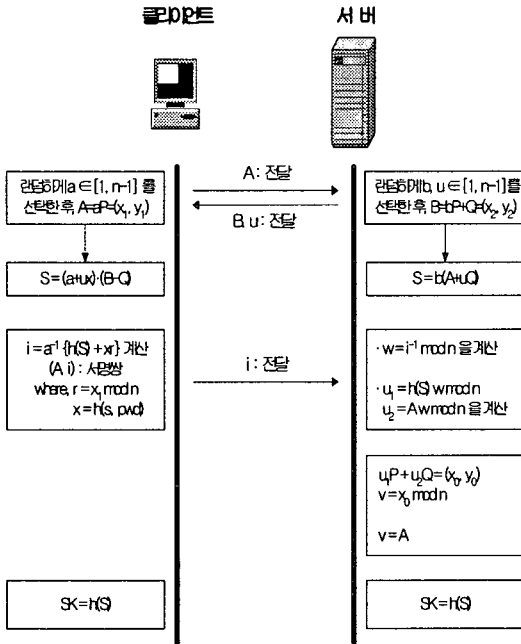 클라이언트
서버
랜덤하게 a ∈ [1, n-1] 를
선택한 후, A=aP=(x₁, y₁)
A : 전달
B, u : 전달
랜덤하게 b, u ∈ [1, n-1] 를
선택한 후, B=bP+Q=(x₂, y₂)
S=(a+ux)·(B-Q)
S=b(A+uQ)
i=a⁻¹ {h(S)+xr} 계산
(A, i) : 서명쌍
where, r=x₁ mod n
x=h(s, pwd)
i : 전달
· w=i⁻¹ mod n 을 계산
· u₁=h(S) w mod n
u₂=A w mod n 을 계산
u₁P+u₂Q=(x₀, y₀)
v=x₀ mod n
v=A
SK=h(S)
SK=h(S)